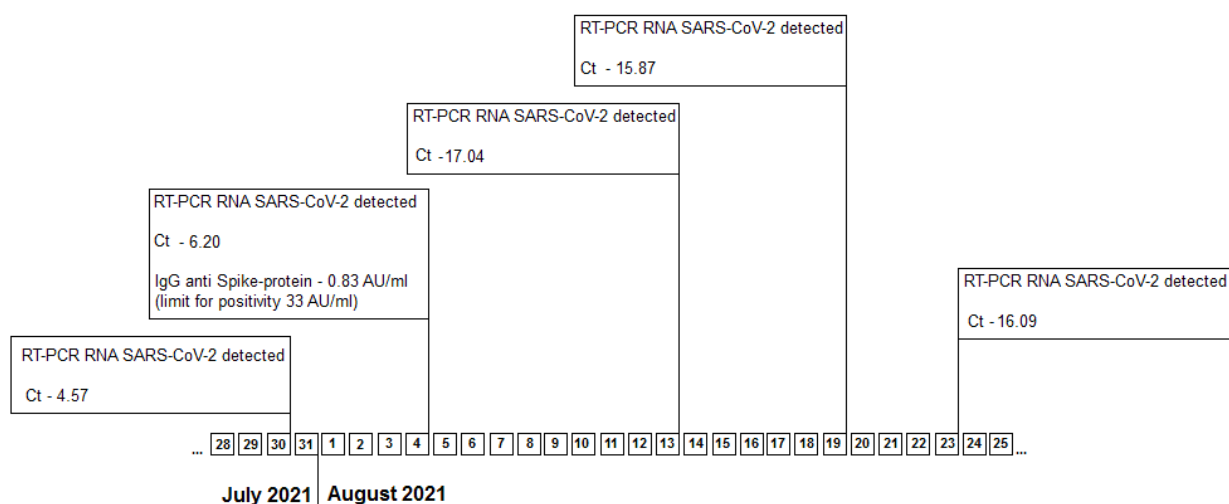 RT-PCR RNA SARS-CoV-2 detected
Ct - 15.87
RT-PCR RNA SARS-CoV-2 detected
Ct -17.04
RT-PCR RNA SARS-CoV-2 detected
Ct - 6.20
IgG anti Spike-protein - 0.83 AU/ml
(limit for positivity 33 AU/ml)
RT-PCR RNA SARS-CoV-2 detected
Ct -16.09
RT-PCR RNA SARS-CoV-2 detected
Ct - 4.57
... 28 29 30 31 1 2 3 4 5 6 7 8 9 10 11 12 13 14 15 16 17 18 19 20 21 22 23 24 25 ...
July 2021 August 2021